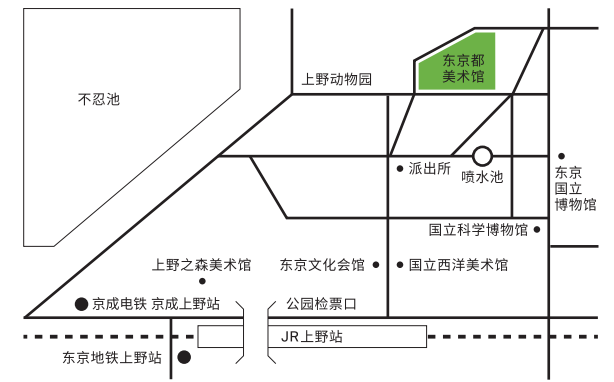 东京都
美术馆
上野动物园
不忍池
派出所
喷水池
东京
国立
博物馆
国立科学博物馆
上野之森美术馆
东京文化会馆
国立西洋美术馆
京成电铁 京成上野站
公园检票口
JR上野站
东京地铁上野站